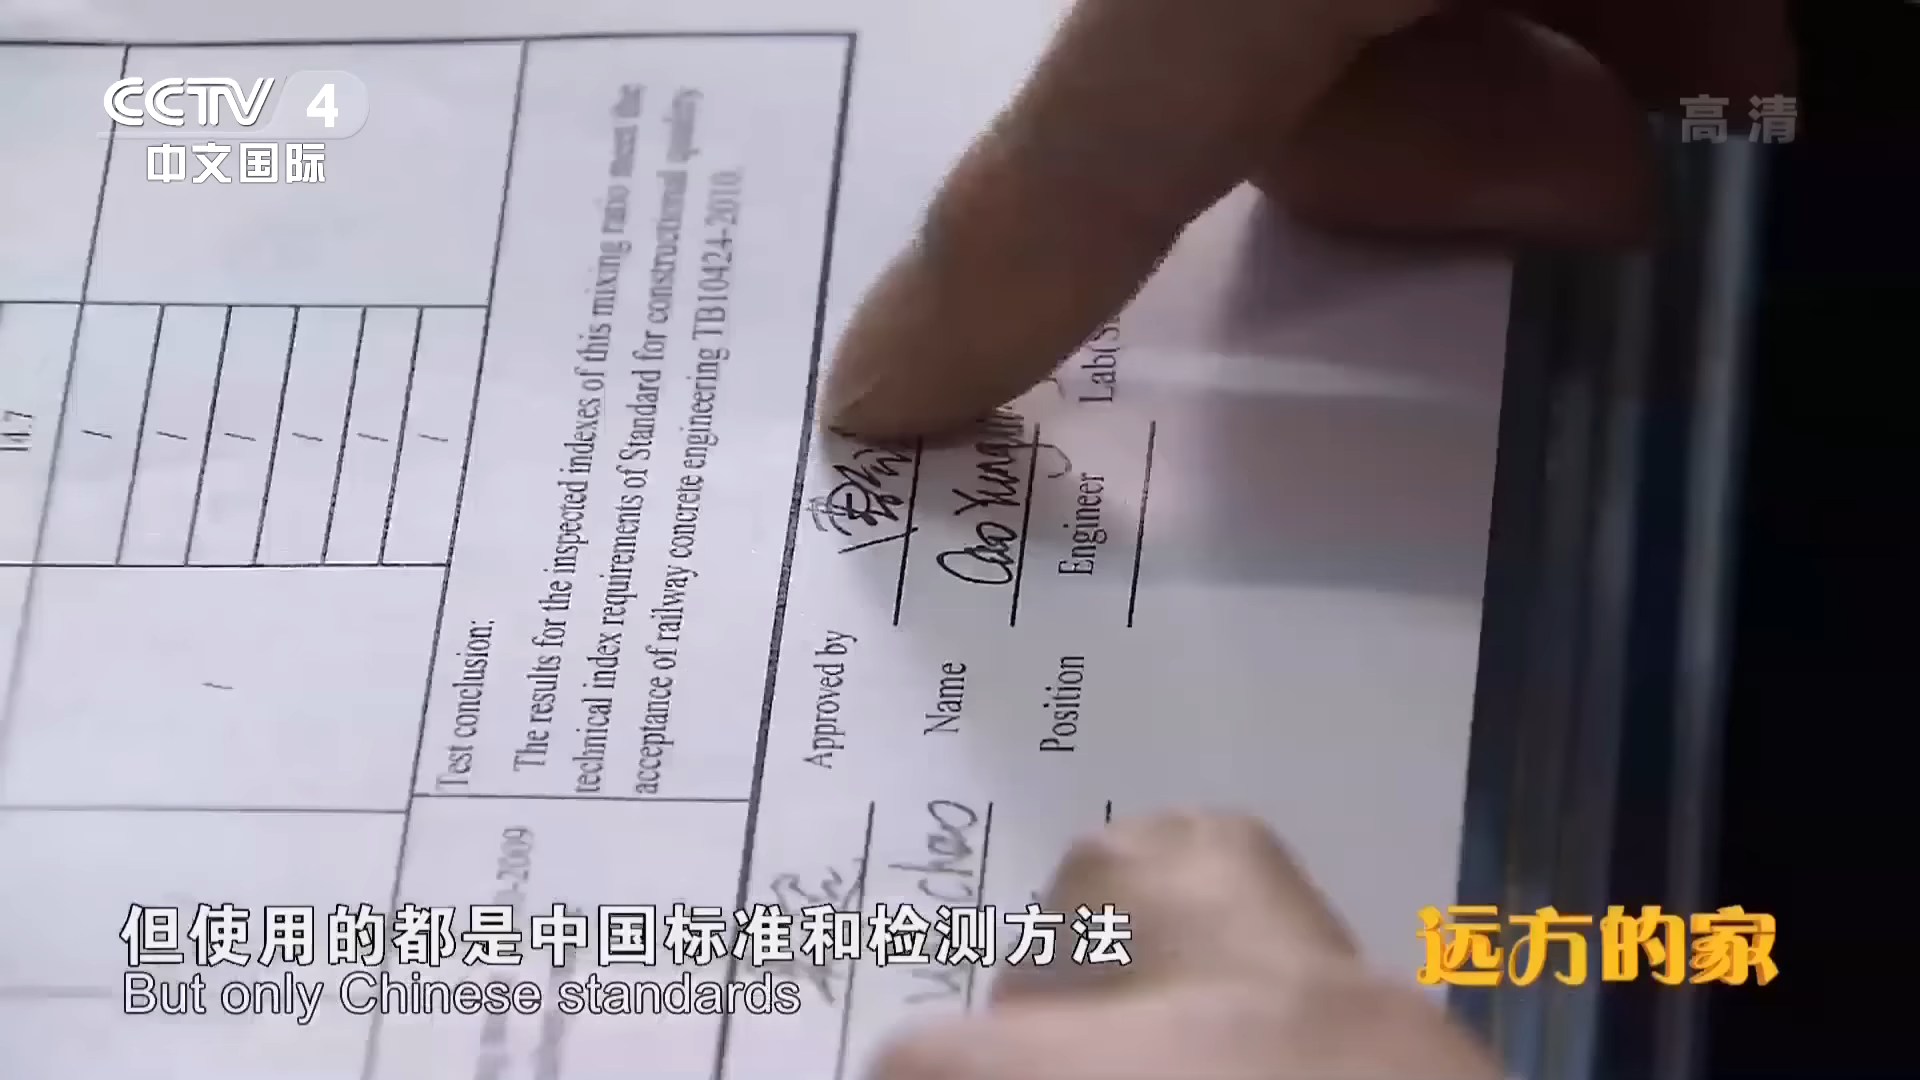 CCTV 4
中文国际
高清
14.7
/
/
/
/
/
/
/
Test conclusion:
The results for the inspected indexes of this mixing ratio meet the
technical index requirements of Standard for constructional quality
acceptance of railway concrete engineering TB10424-2010.
-2009
Approved by
Name Cao
Position Engineer
Lab
chao
但使用的都是中国标准和检测方法
But only Chinese standards
远方的家